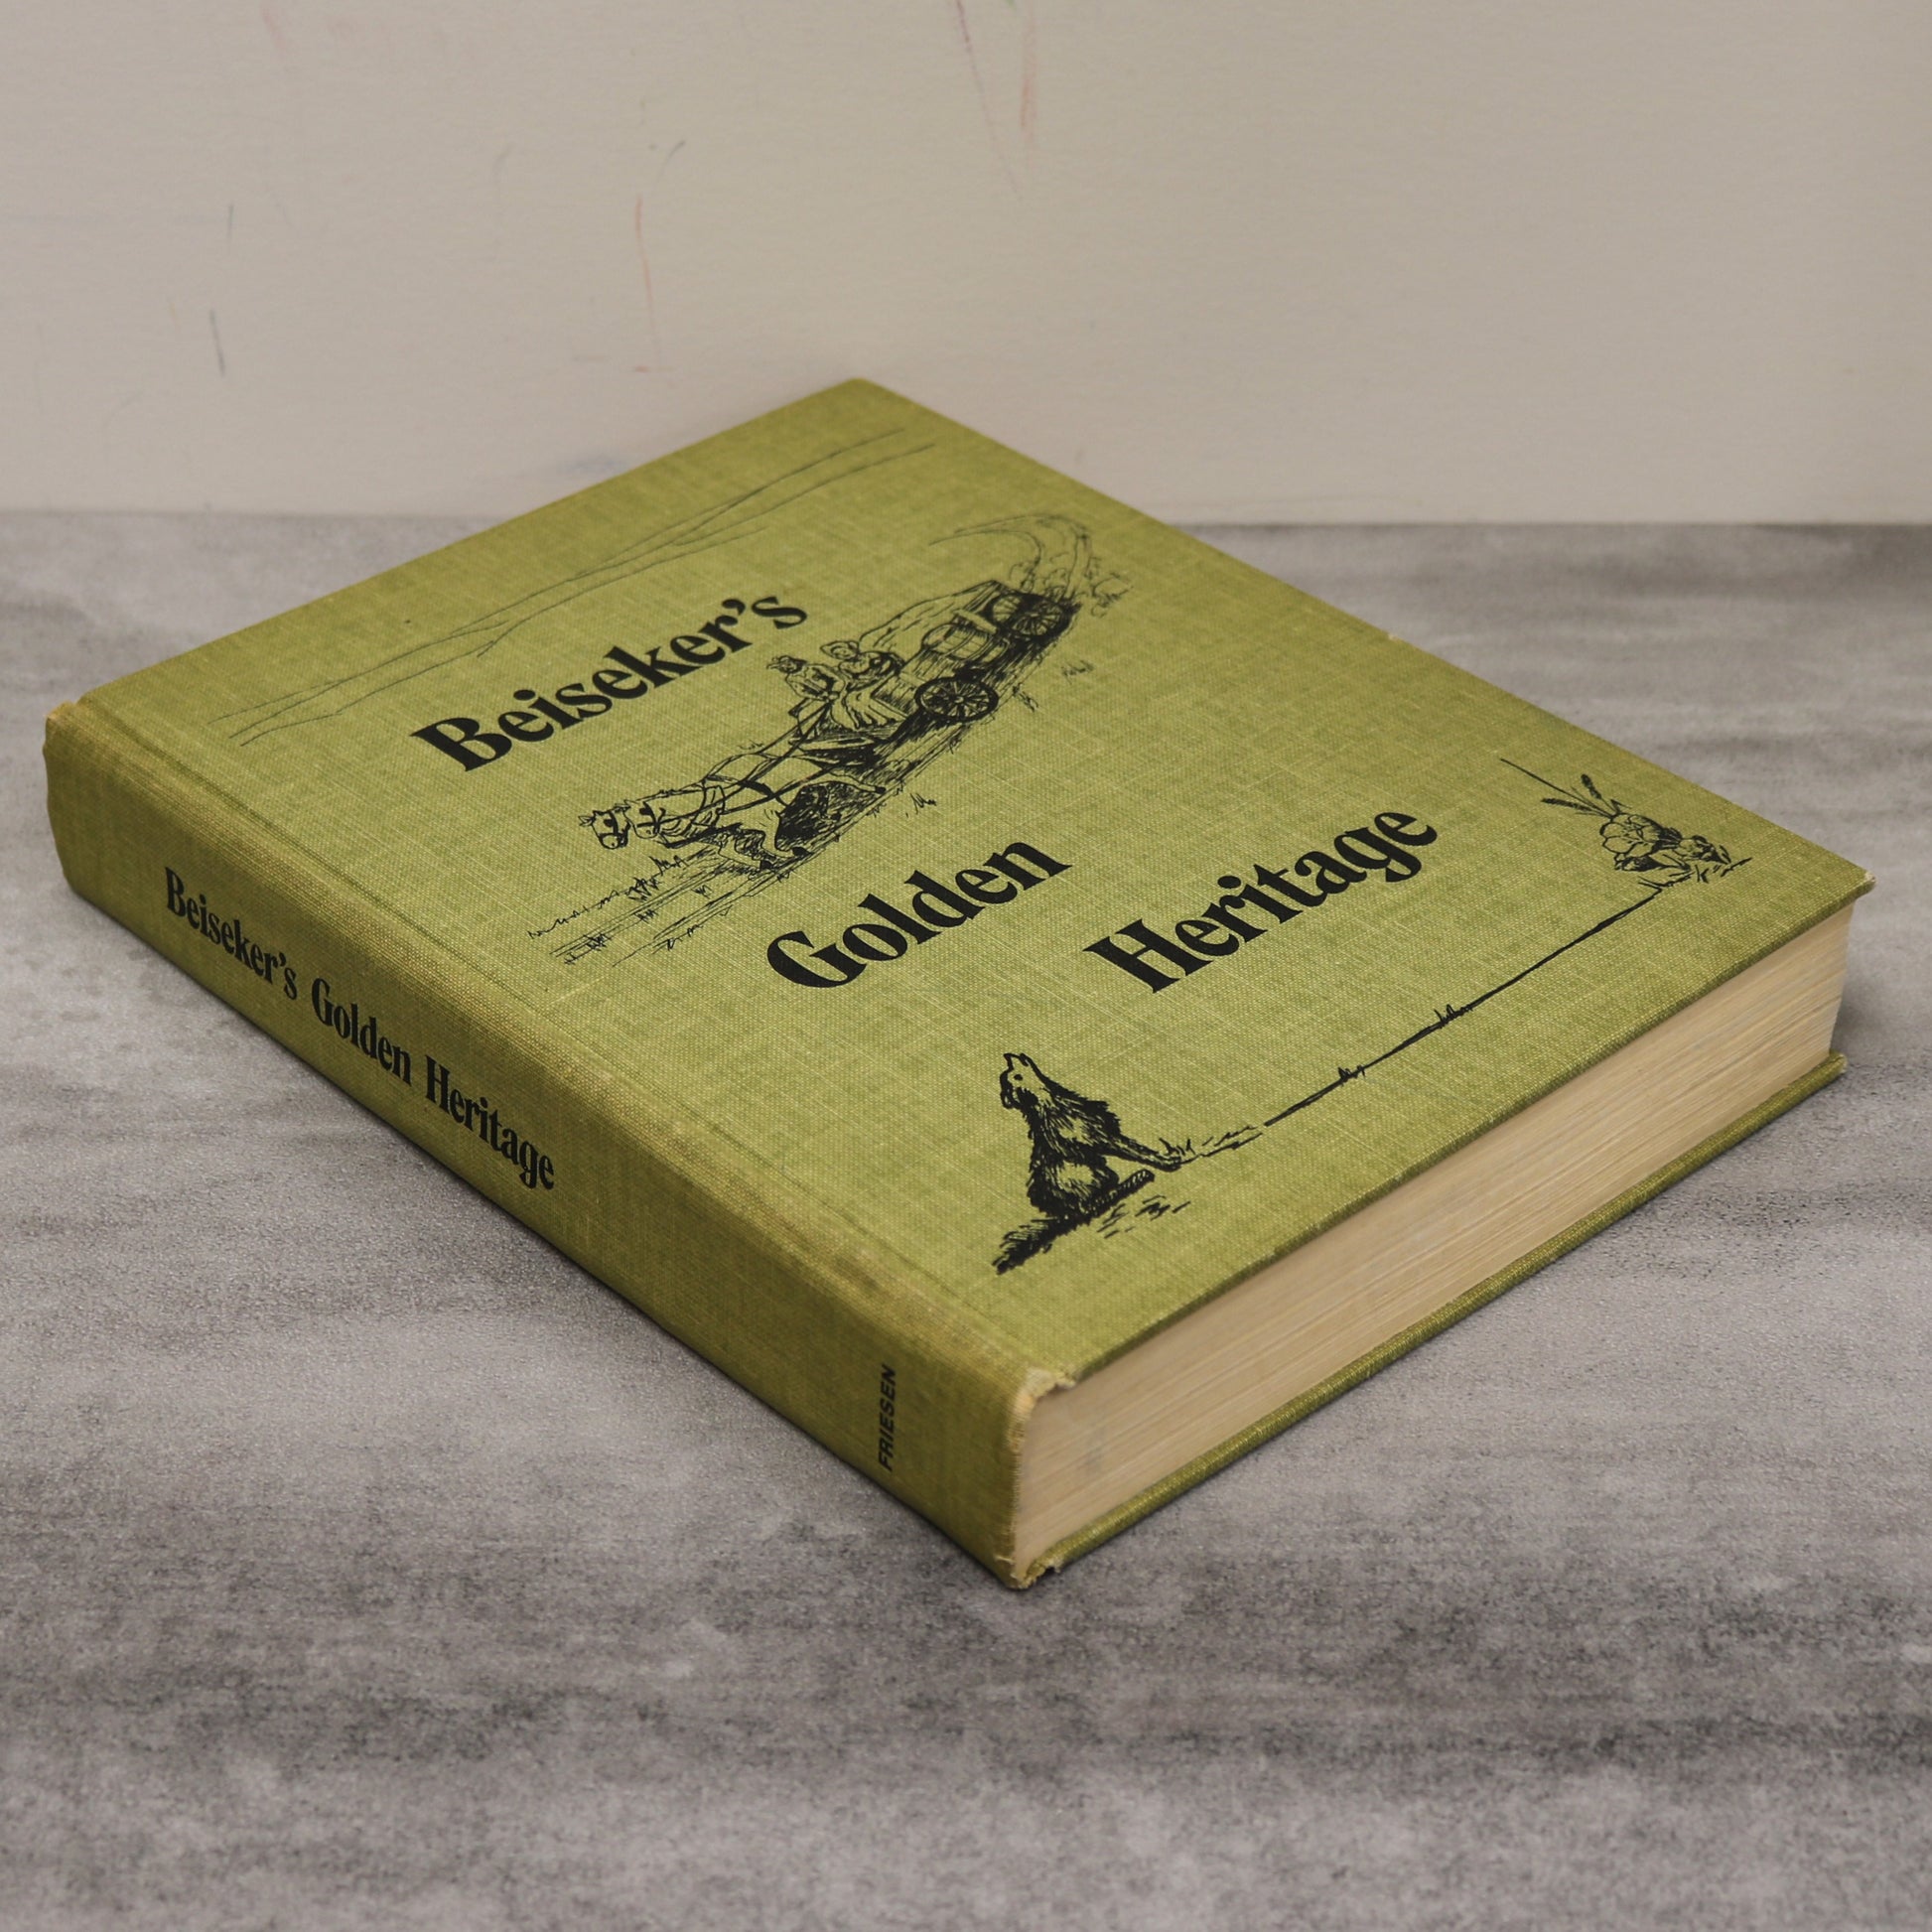 Beiseker's
Golden
Heritage
Beiseker's Golden Heritage
FRIESEN